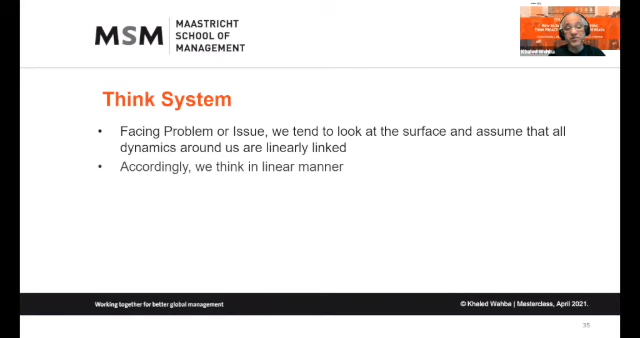 MSM
MAASTRICHT
SCHOOL OF
MANAGEMENT
Khaled Wahba
Think System
• Facing Problem or Issue, we tend to look at the surface and assume that all
dynamics around us are linearly linked
• Accordingly, we think in linear manner
Working together for better global management
© Khaled Wahba | Masterclass, April 2021.
35